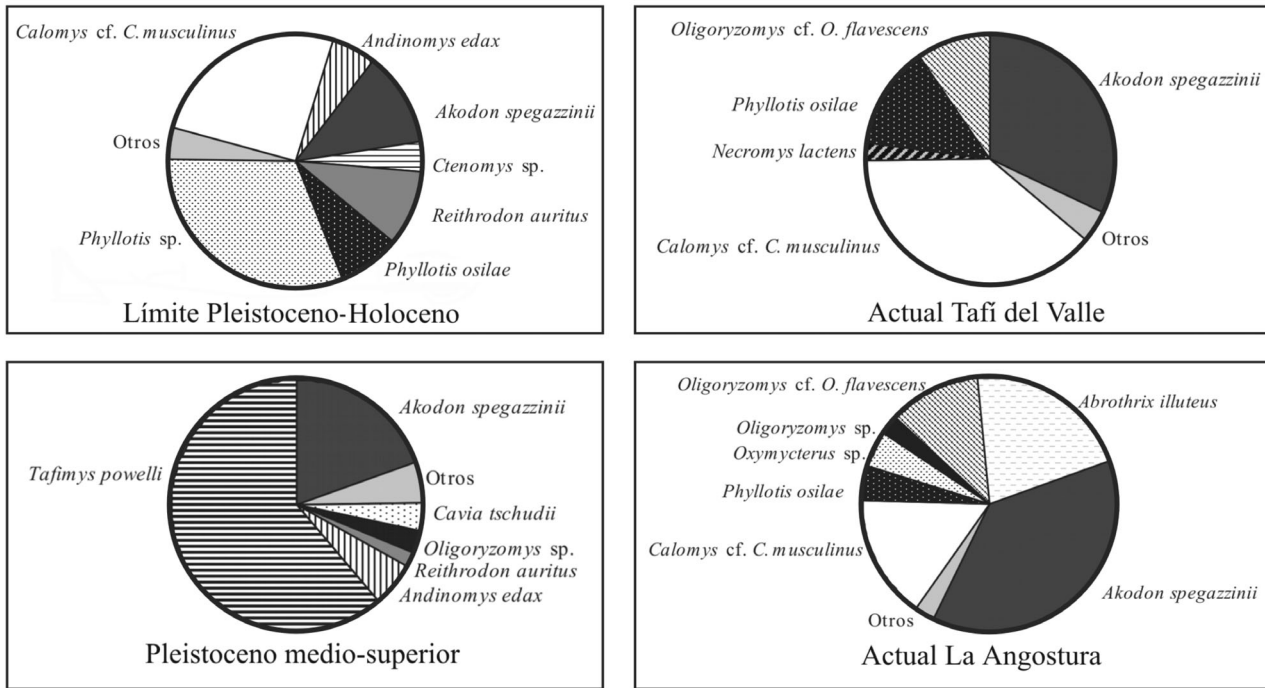 Calomys cf. C. musculinus
Andinomys edax
Akodon spegazzinii
Otros
Ctenomys sp.
Reithrodon auritus
Phyllotis sp.
Phyllotis osilae
Límite Pleistoceno-Holoceno
Oligoryzomys cf. O. flavescens
Akodon spegazzinii
Phyllotis osilae
Necromys lactens
Calomys cf. C. musculinus
Otros
Actual Tafí del Valle
Akodon spegazzinii
Tafimys powelli
Otros
Cavia tschudii
Oligoryzomys sp.
Reithrodon auritus
Andinomys edax
Pleistoceno medio-superior
Oligoryzomys cf. O. flavescens
Abrothrix illuteus
Oligoryzomys sp.
Oxymycterus sp.
Phyllotis osilae
Calomys cf. C. musculinus
Akodon spegazzinii
Otros
Actual La Angostura